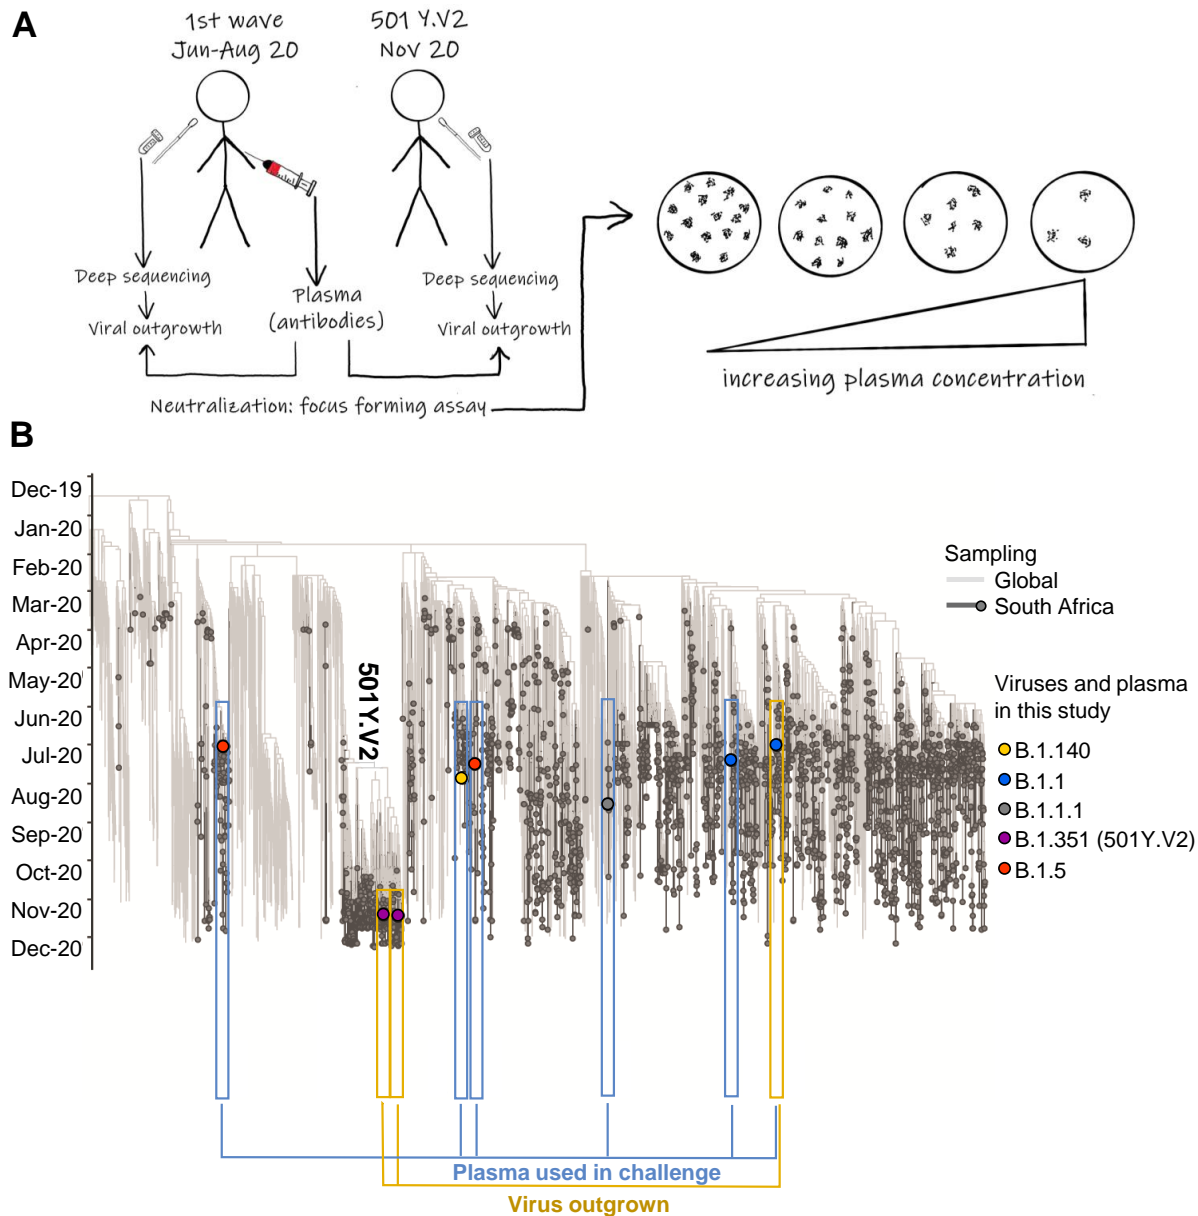 A
1st wave
Jun-Aug 20
501 Y.V2
Nov 20
Deep sequencing
Viral outgrowth
Plasma
(antibodies)
Deep sequencing
Viral outgrowth
Neutralization: focus forming assay
increasing plasma concentration
B
Dec-19
Jan-20
Feb-20
Mar-20
Apr-20
May-20
Jun-20
Jul-20
Aug-20
Sep-20
Oct-20
Nov-20
Dec-20
501Y.V2
Sampling
Global
South Africa
Viruses and plasma
in this study
B.1.140
B.1.1
B.1.1.1
B.1.351 (501Y.V2)
B.1.5
Plasma used in challenge
Virus outgrown